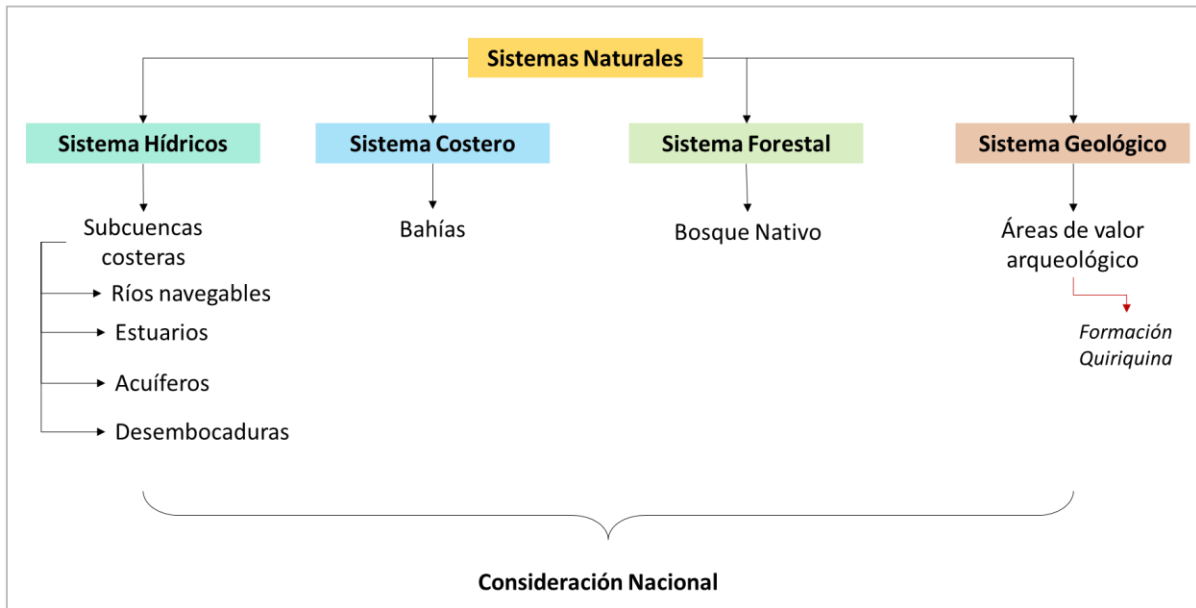 Sistemas Naturales
Sistema Hídricos
Sistema Costero
Sistema Forestal
Sistema Geológico
Subcuencas
costeras
Ríos navegables
Estuarios
Acuíferos
Desembocaduras
Bahías
Bosque Nativo
Áreas de valor
arqueológico
Formación
Quiriquina
Consideración Nacional